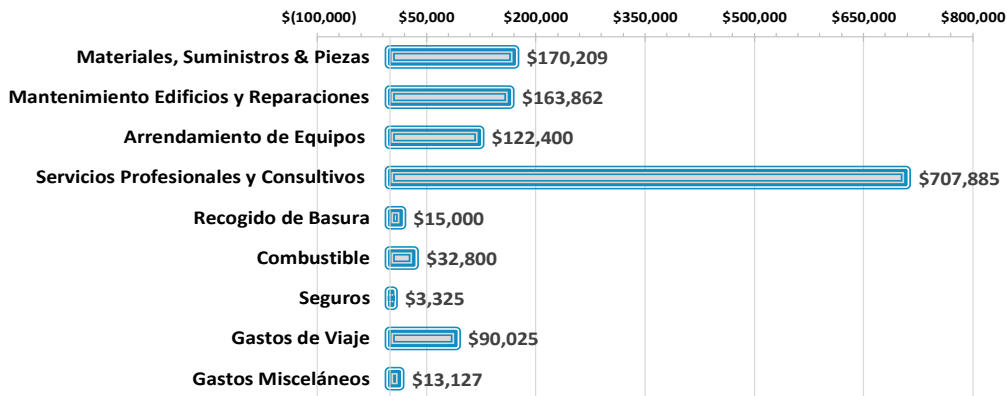 $(100,000) $50,000 $200,000 $350,000 $500,000 $650,000 $800,000
Materiales, Suministros & Piezas $170,209
Mantenimiento Edificios y Reparaciones $163,862
Arrendamiento de Equipos $122,400
Servicios Profesionales y Consultivos $707,885
Recogido de Basura $15,000
Combustible $32,800
Seguros $3,325
Gastos de Viaje $90,025
Gastos Misceláneos $13,127